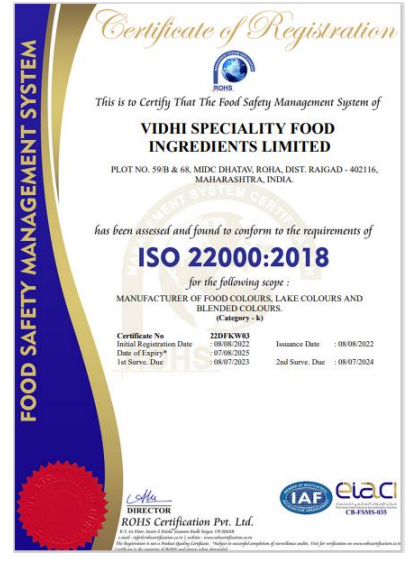 Certificate of Registration
ROHS
This is to Certify That The Food Safety Management System of
VIDHI SPECIALITY FOOD
INGREDIENTS LIMITED
PLOT NO. 59/B & 68, MIDC DHATAV, ROHA, DIST. RAIGAD - 402116,
MAHARASHTRA, INDIA.
has been assessed and found to conform to the requirements of
ISO 22000:2018
for the following scope :
MANUFACTURER OF FOOD COLOURS, LAKE COLOURS AND
BLENDED COLOURS.
(Category - k)
Certificate No 22DFKW03
Initial Registration Date : 08/08/2022 Issuance Date : 08/08/2022
Date of Expiry* : 07/08/2025
1st Surve. Due : 08/07/2023 2nd Surve. Due : 08/07/2024
FOOD SAFETY MANAGEMENT SYSTEM
DIRECTOR
ROHS Certification Pvt. Ltd.
IAF
eiaci
CB-FSMS-035